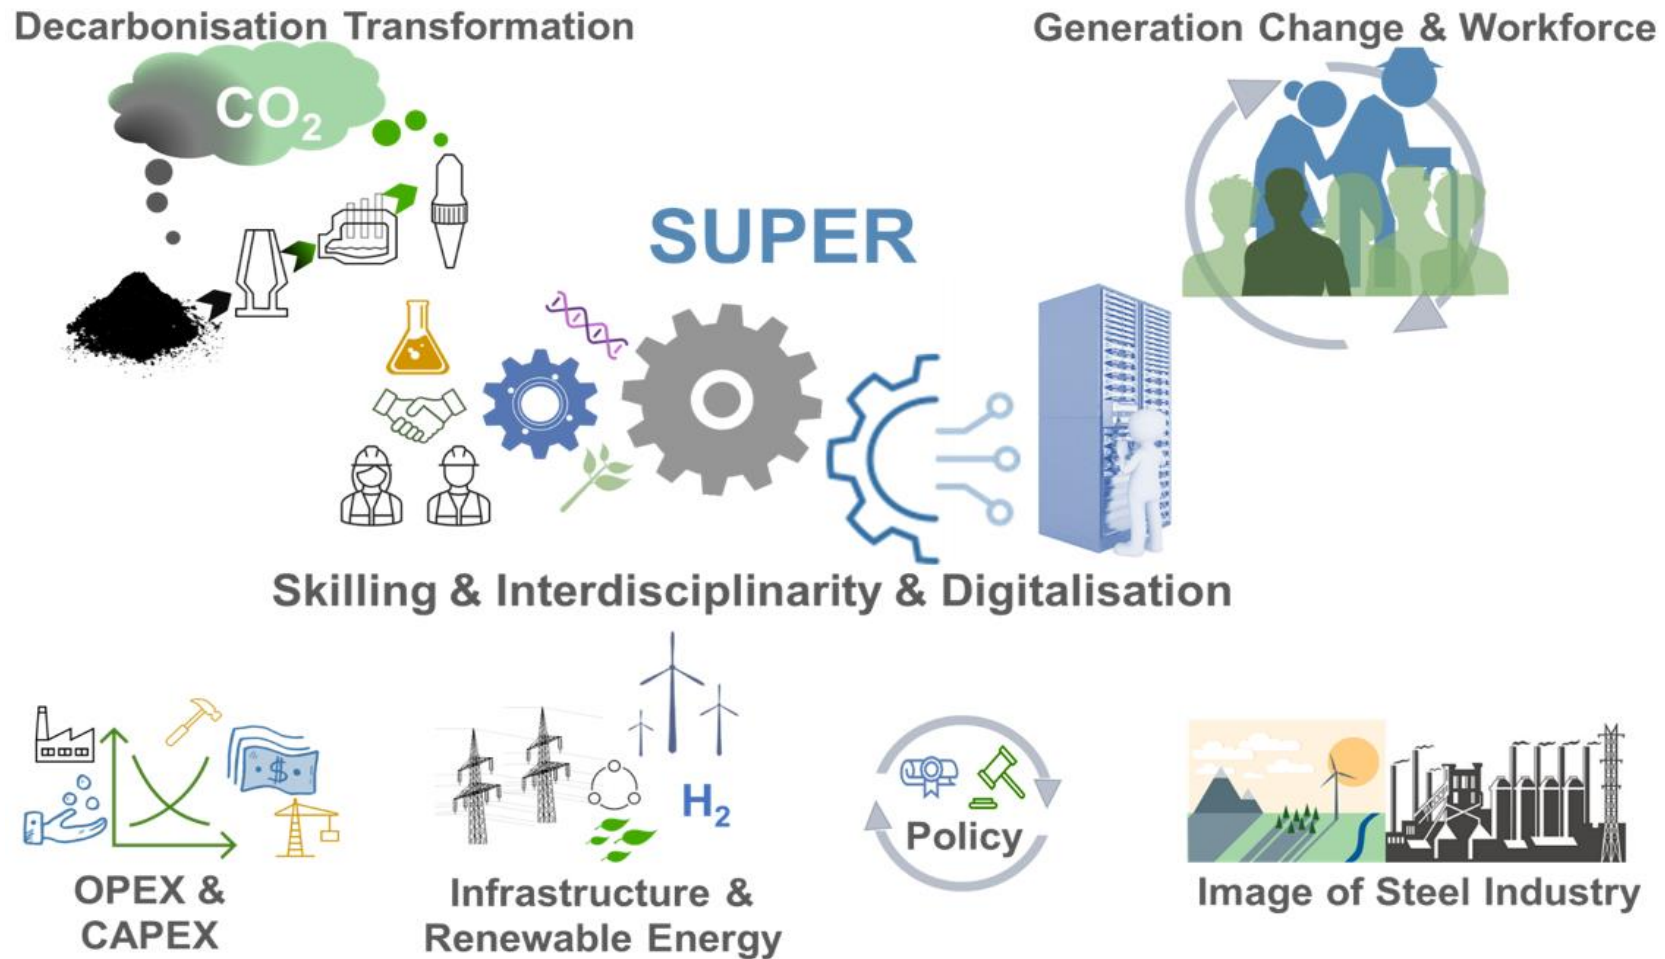 Decarbonisation Transformation
Generation Change & Workforce
CO₂
SUPER
Skilling & Interdisciplinarity & Digitalisation
$
H₂
Policy
OPEX &
CAPEX
Infrastructure &
Renewable Energy
Image of Steel Industry